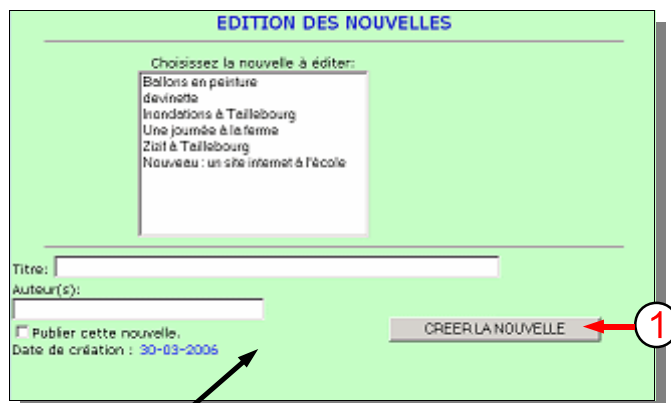 EDITION DES NOUVELLES
Choisissez la nouvelle à éditer:
Ballons en peinture
devinette
Inondations à Taillebourg
Une journée à la ferme
Zizif à Taillebourg
Nouveau : un site internet à l'école
Titre:
Auteur(s):
Publier cette nouvelle.
CREER LA NOUVELLE
1
Date de création : 30-03-2006